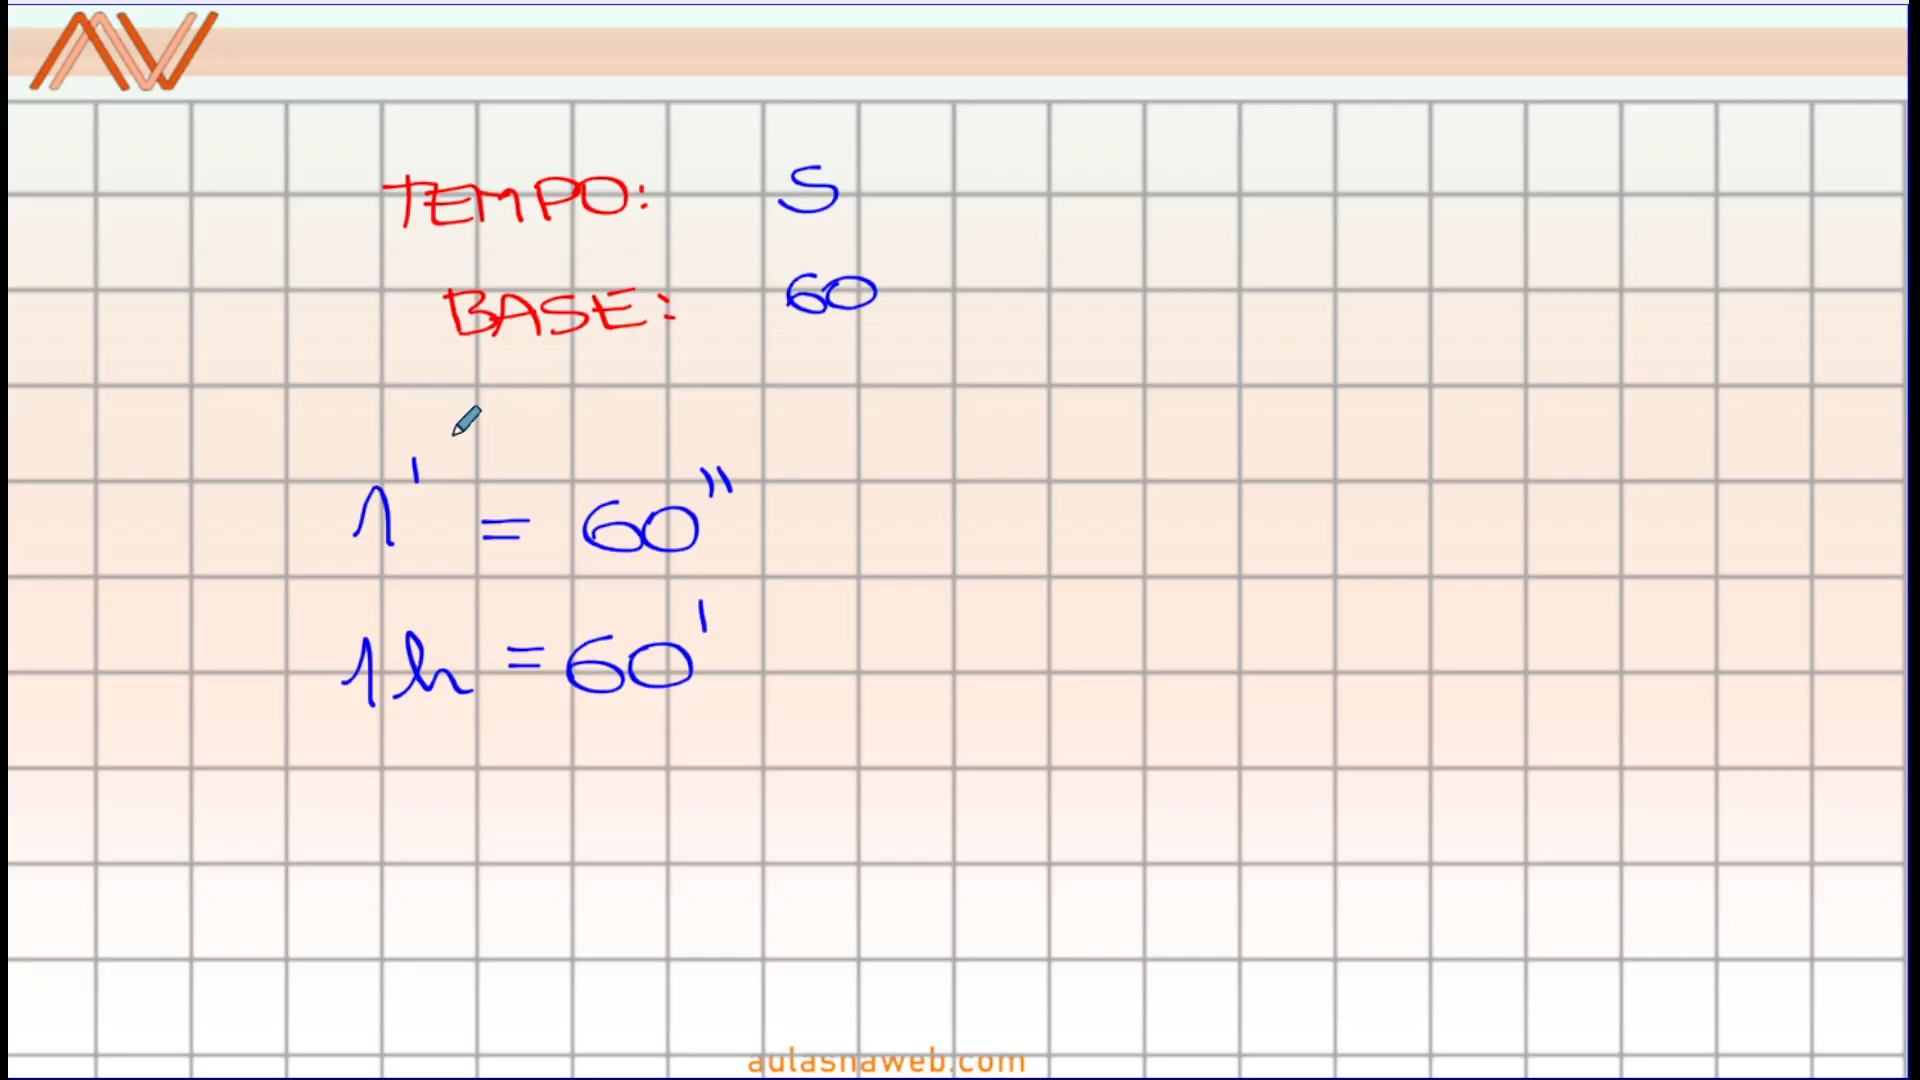 TEMPO: S
BASE: 60
1' = 60"
1h = 60'
aulasnaweb.com